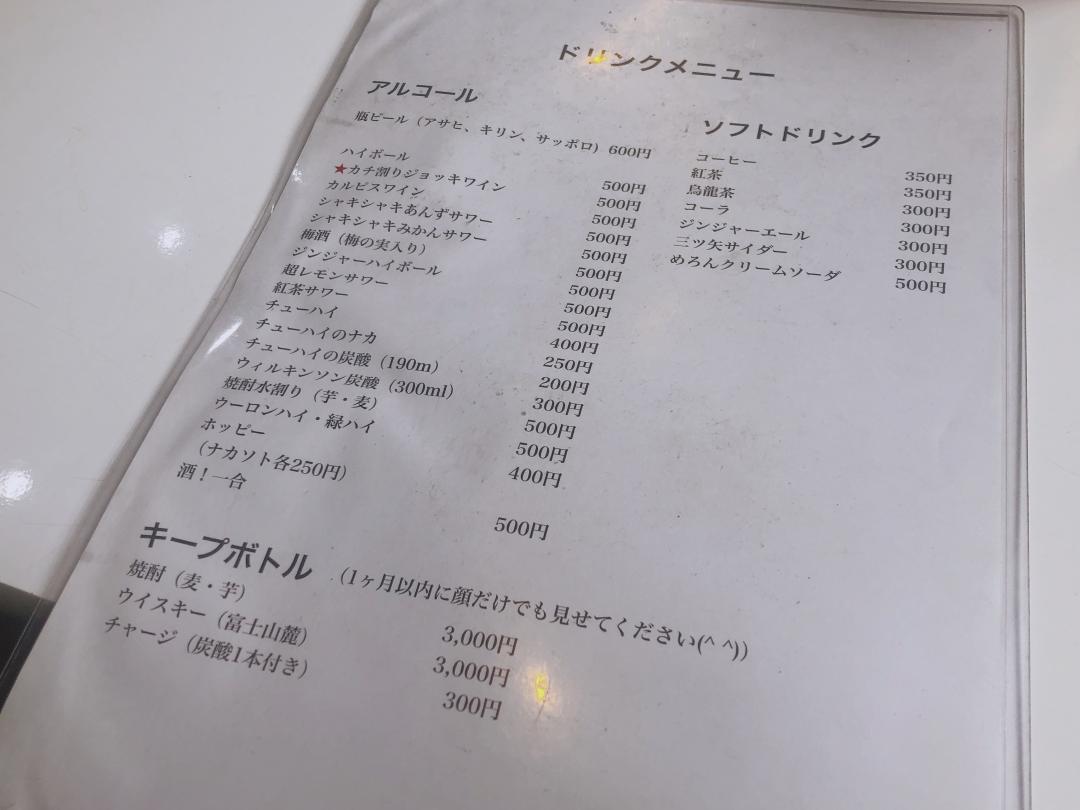 ドリンクメニュー
アルコール
瓶ビール（アサヒ、キリン、サッポロ）600円
ハイボール 500円
★カチ割りジョッキワイン 500円
カルピスワイン 500円
シャキシャキあんずサワー 500円
シャキシャキみかんサワー 500円
梅酒（梅の実入り） 500円
ジンジャーハイボール 500円
超レモンサワー 500円
紅茶サワー 500円
チューハイ 400円
チューハイのナカ 250円
チューハイの炭酸（190m） 200円
ウィルキンソン炭酸（300ml） 300円
焼酎水割り（芋・麦） 500円
ウーロンハイ・緑ハイ 500円
ホッピー 400円
（ナカソト各250円）
酒！一合 500円
ソフトドリンク
コーヒー 350円
紅茶 350円
烏龍茶 300円
コーラ 300円
ジンジャーエール 300円
三ツ矢サイダー 300円
めろんクリームソーダ 500円
キープボトル （1ヶ月以内に顔だけでも見せてください(^ ^)）
焼酎（麦・芋） 3,000円
ウイスキー（富士山麓） 3,000円
チャージ（炭酸1本付き） 300円